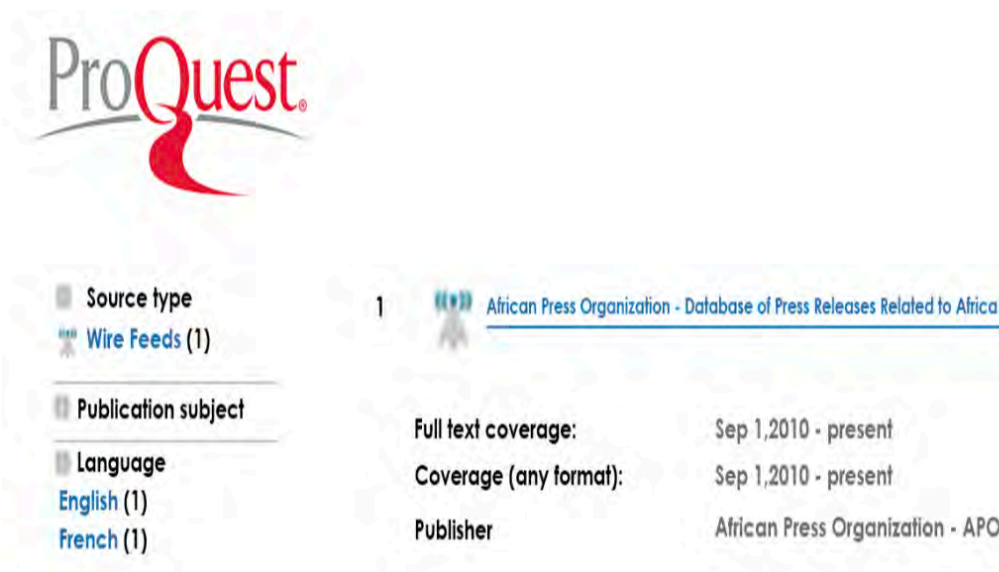 ProQuest®
Source type
Wire Feeds (1)
Publication subject
Language
English (1)
French (1)
1 African Press Organization - Database of Press Releases Related to Africa
Full text coverage: Sep 1,2010 - present
Coverage (any format): Sep 1,2010 - present
Publisher African Press Organization - APO